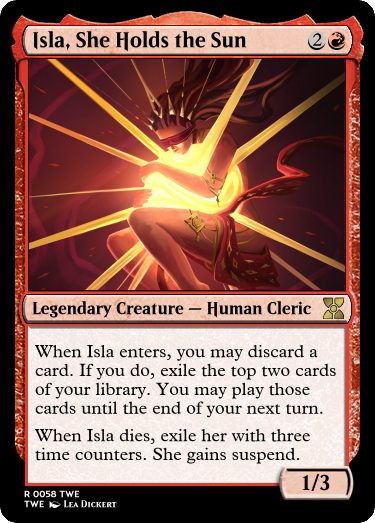 Isla, She Holds the Sun 2
Legendary Creature — Human Cleric
When Isla enters, you may discard a
card. If you do, exile the top two cards
of your library. You may play those
cards until the end of your next turn.
When Isla dies, exile her with three
time counters. She gains suspend.
1/3
R 0058 TWE
TWE Lea Dickert